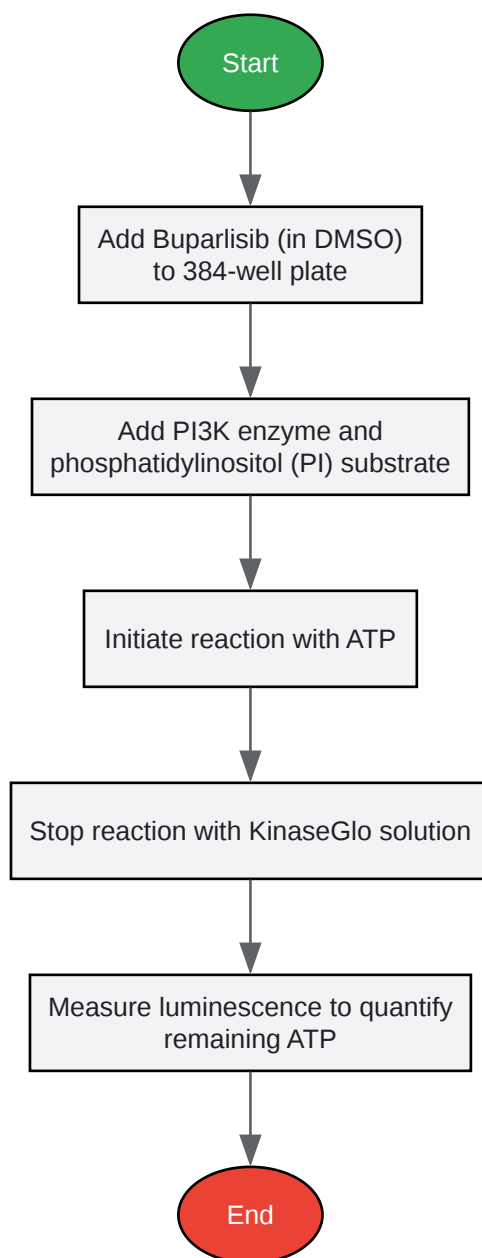 Start
Add Buparlisib (in DMSO)
to 384-well plate
Add PI3K enzyme and
phosphatidylinositol (PI) substrate
Initiate reaction with ATP
Stop reaction with KinaseGlo solution
Measure luminescence to quantify
remaining ATP
End